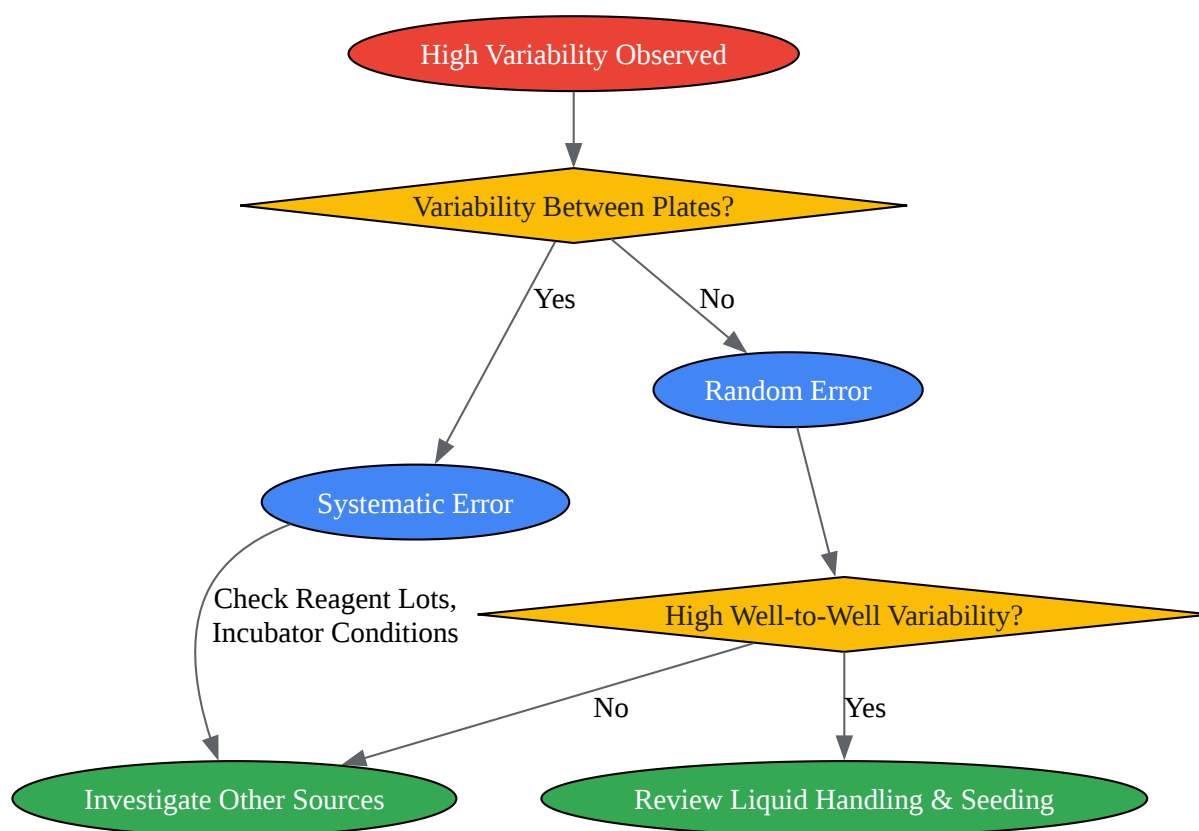 High Variability Observed
Variability Between Plates?
Yes
No
Random Error
Systematic Error
Check Reagent Lots,
Incubator Conditions
High Well-to-Well Variability?
No
Yes
Investigate Other Sources
Review Liquid Handling & Seeding